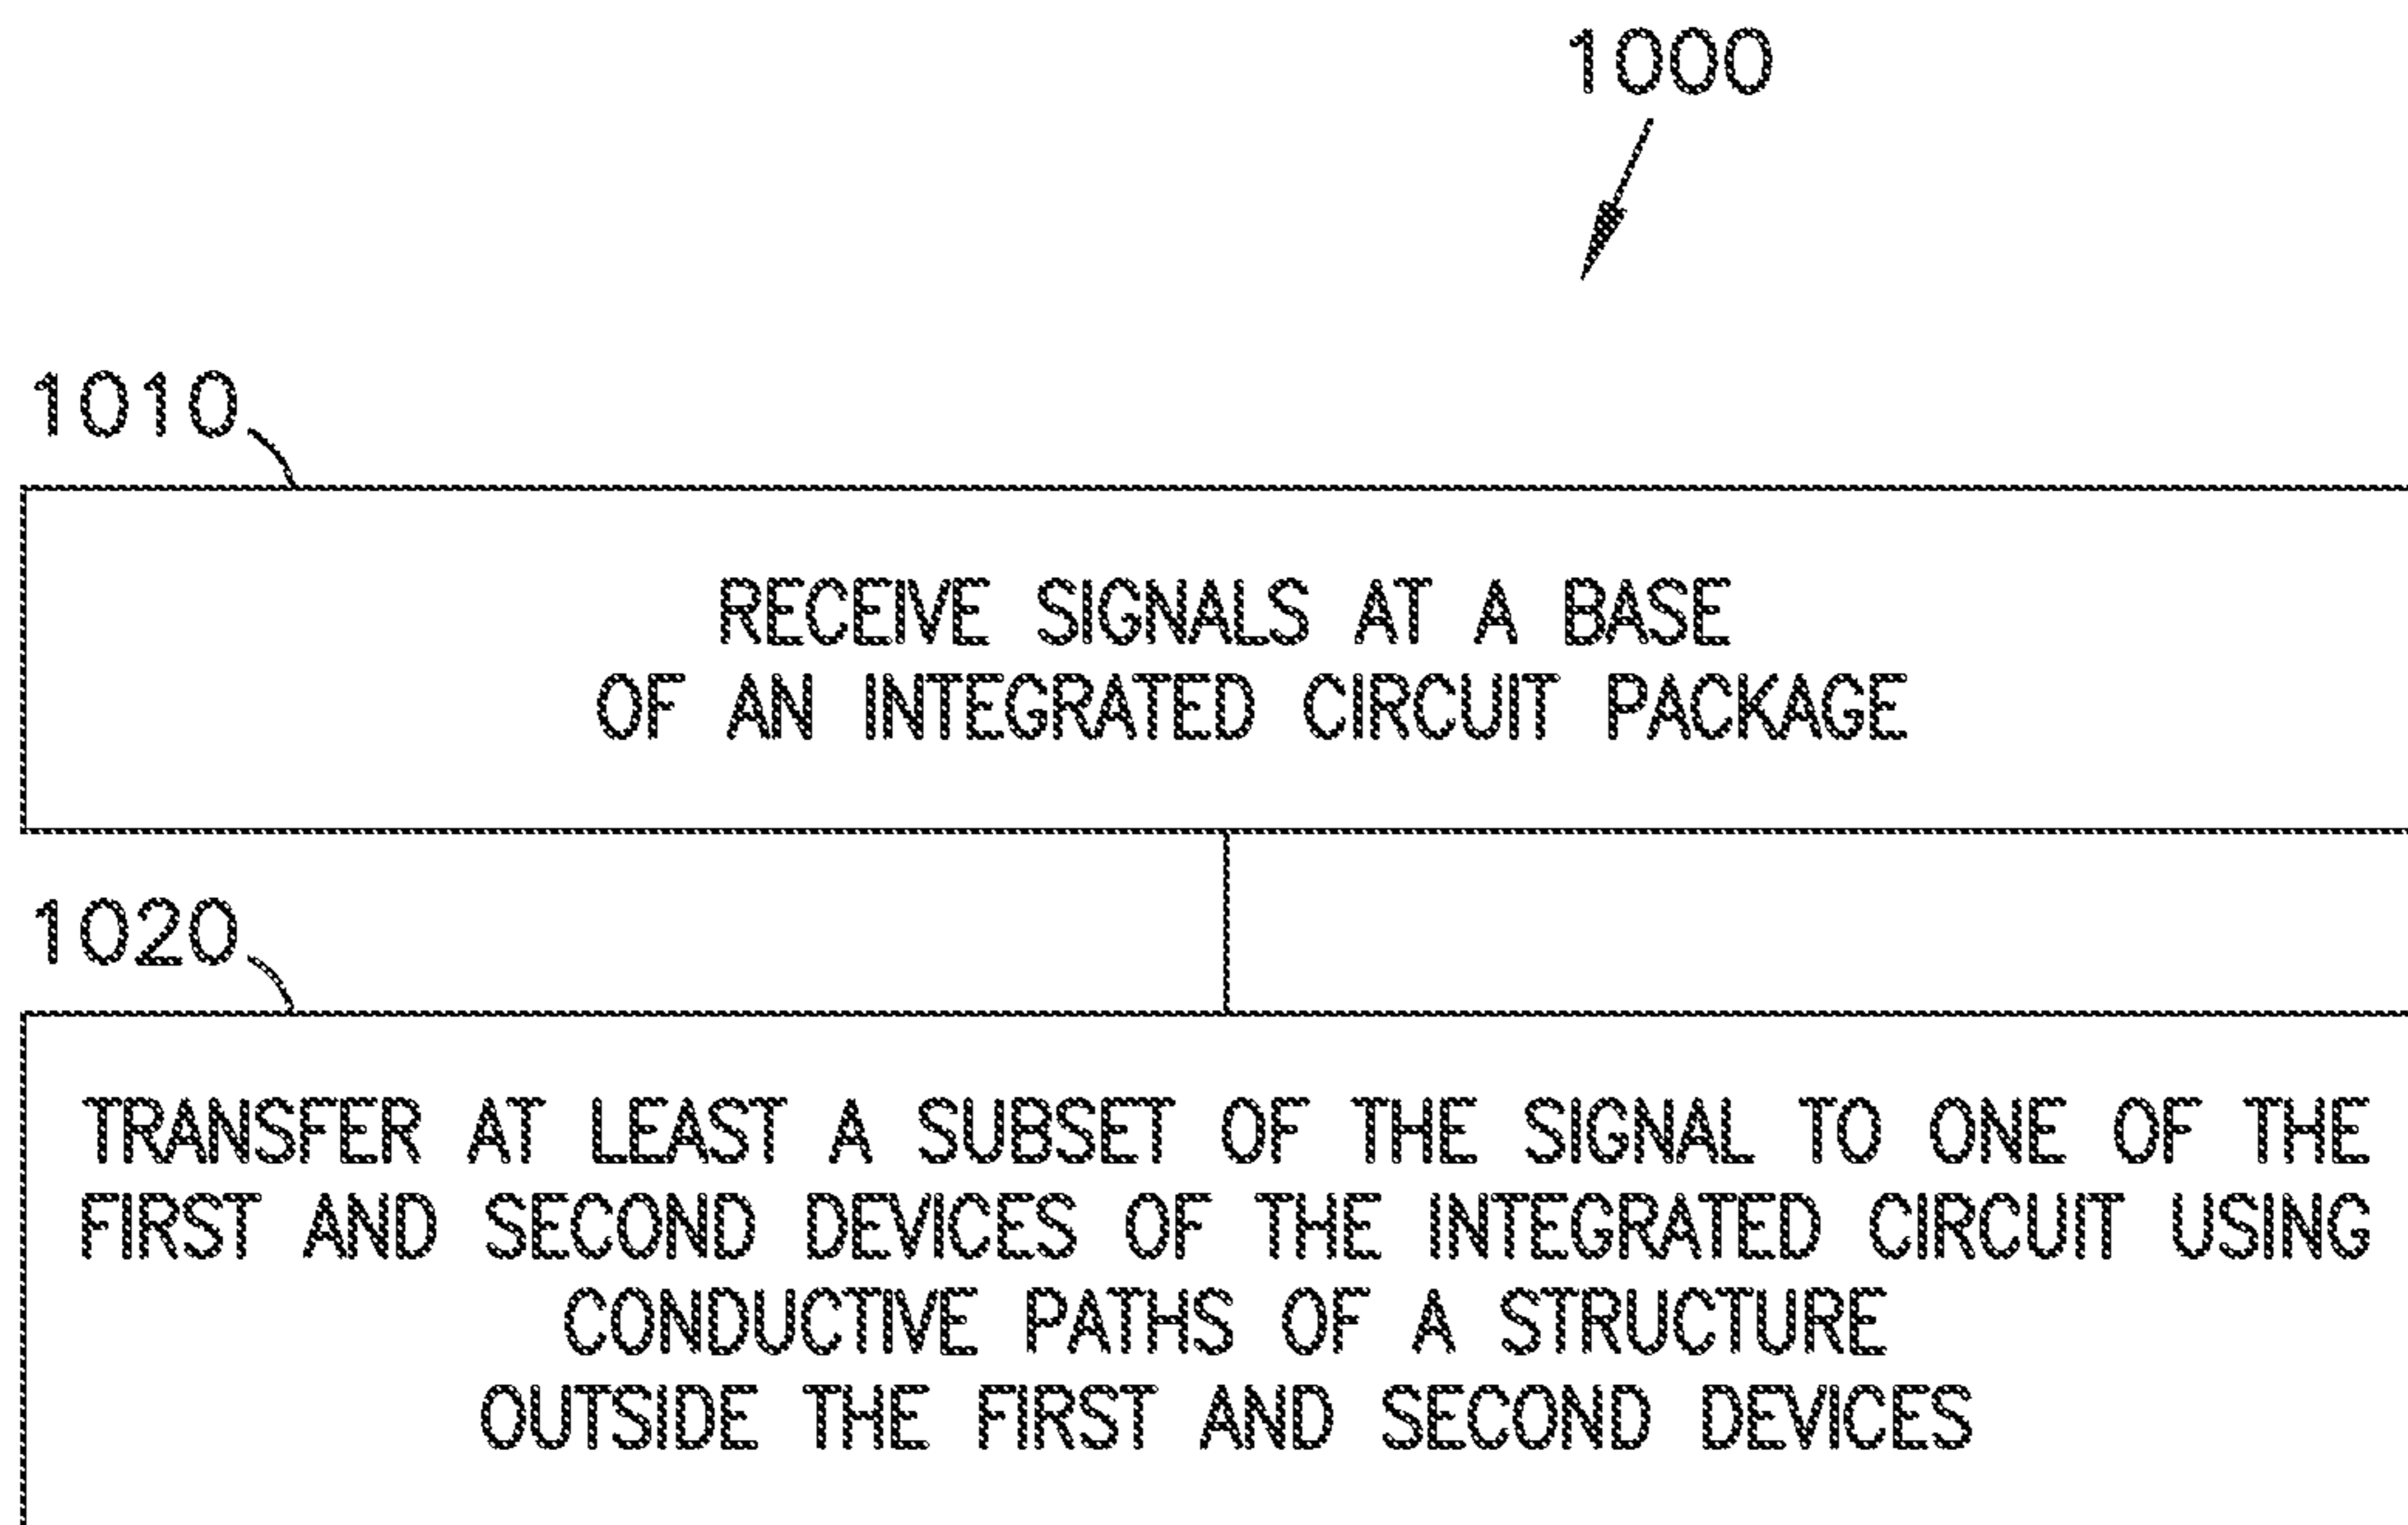 1000
1010
RECEIVE SIGNALS AT A BASE
OF AN INTEGRATED CIRCUIT PACKAGE
1020
TRANSFER AT LEAST A SUBSET OF THE SIGNAL TO ONE OF THE
FIRST AND SECOND DEVICES OF THE INTEGRATED CIRCUIT USING
CONDUCTIVE PATHS OF A STRUCTURE
OUTSIDE THE FIRST AND SECOND DEVICES